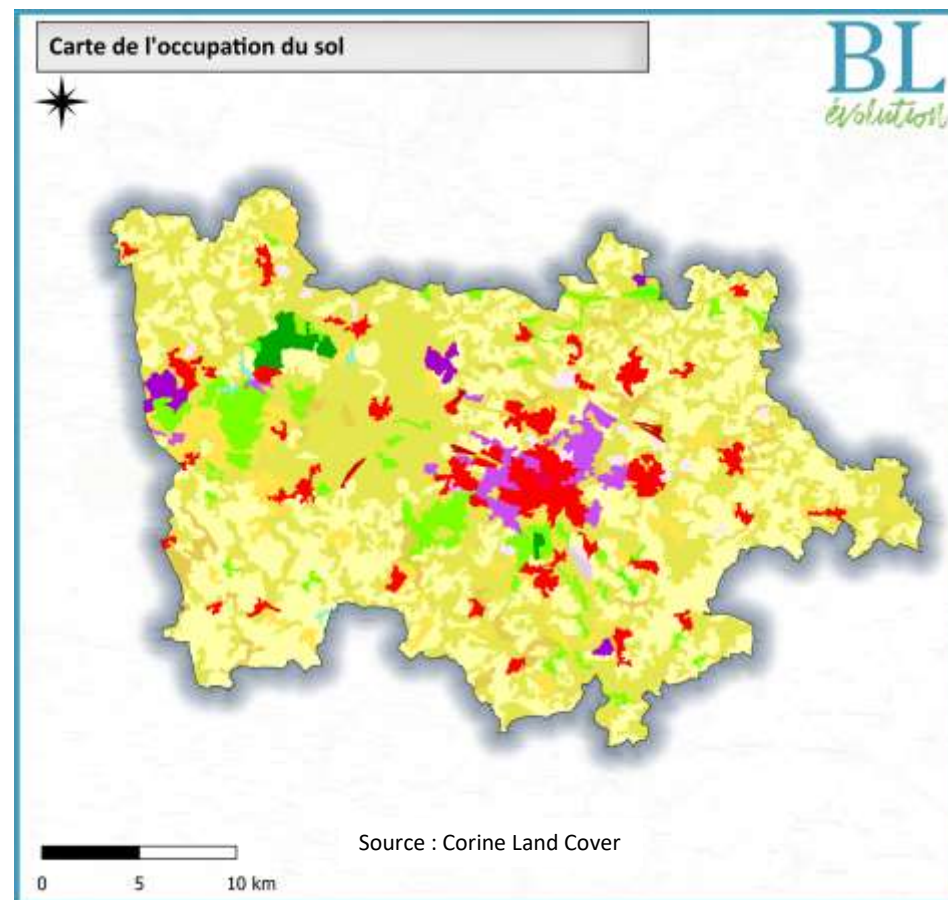 Carte de l'occupation du sol
BL
évolution
Source : Corine Land Cover
0 5 10 km